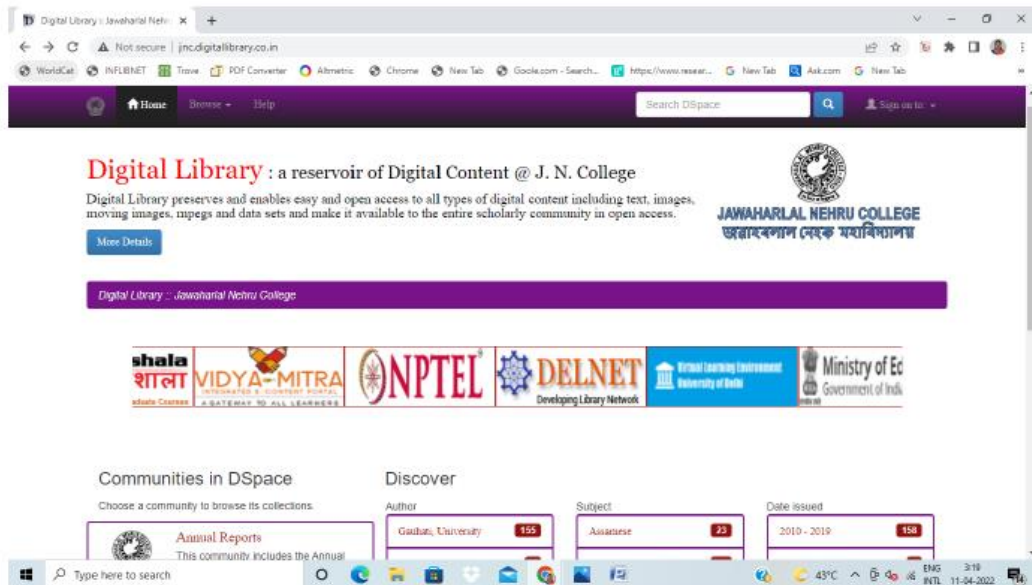 Digital Library :: Jawaharlal Nehr
Not secure | jnc.digitallibrary.co.in
WorldCat INFLIBNET Trove PDF Converter Altmetric Chrome New Tab Google.com - Search... https://www.resear... New Tab Ask.com New Tab
Home Browse Help Search DSpace Sign on to:
Digital Library : a reservoir of Digital Content @ J. N. College
Digital Library preserves and enables easy and open access to all types of digital content including text, images,
moving images, mpegs and data sets and make it available to the entire scholarly community in open access.
More Details
JAWAHARLAL NEHRU COLLEGE
জৱাহৰলাল নেহৰু মহাবিদ্যালয়
Digital Library :: Jawaharlal Nehru College
shala
शाला
aduate Courses
VIDYA-MITRA
INTEGRATED E-CONTENT PORTAL
A GATEWAY TO ALL LEARNERS
NPTEL
DELNET
Developing Library Network
Virtual Learning Environment
University of Delhi
Ministry of Ed
Government of India
Communities in DSpace
Choose a community to browse its collections.
Annual Reports
This community includes the Annual
Discover
Author
Gauhati, University 155
Subject
Assamese 23
Date issued
2010 - 2019 158
Type here to search
43°C ENG 3:19
INTL 11-04-2022